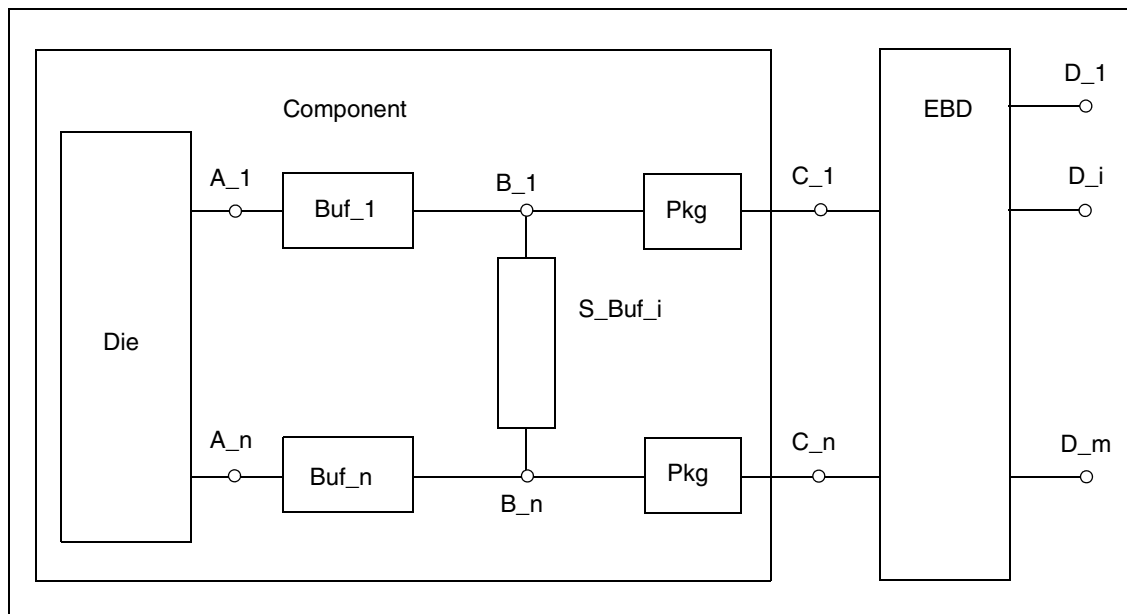 D_1
Component
EBD
A_1
B_1
C_1
D_i
Buf_1
Pkg
S_Buf_i
Die
A_n
C_n
D_m
Buf_n
Pkg
B_n